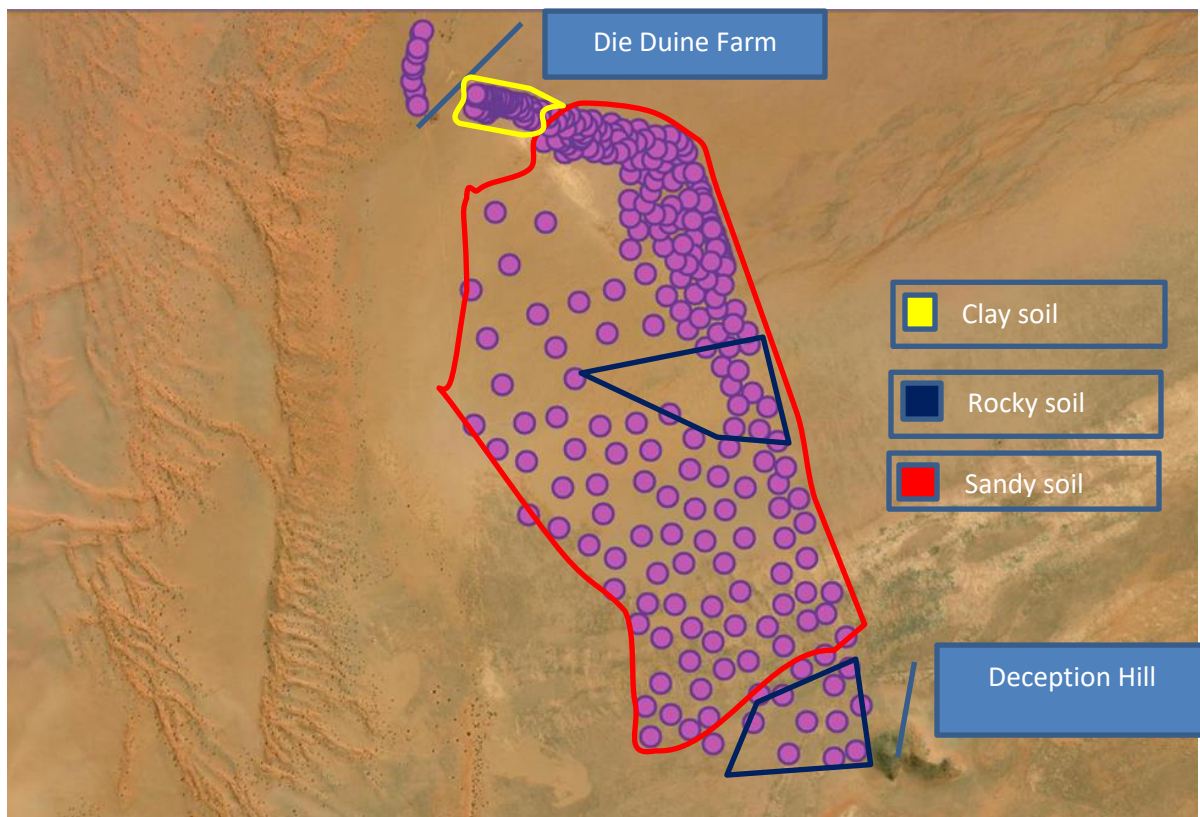 Die Duine Farm
Clay soil
Rocky soil
Sandy soil
Deception Hill